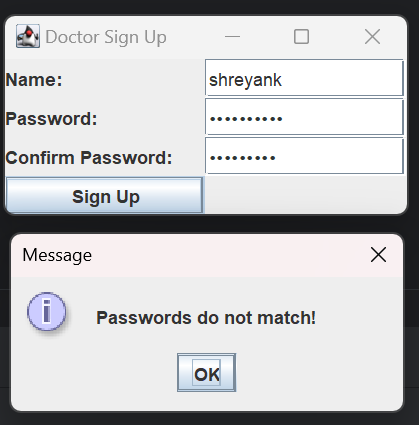 Doctor Sign Up
Name: shreyank
Password: ••••••••••
Confirm Password: •••••••••
Sign Up
Message
Passwords do not match!
OK